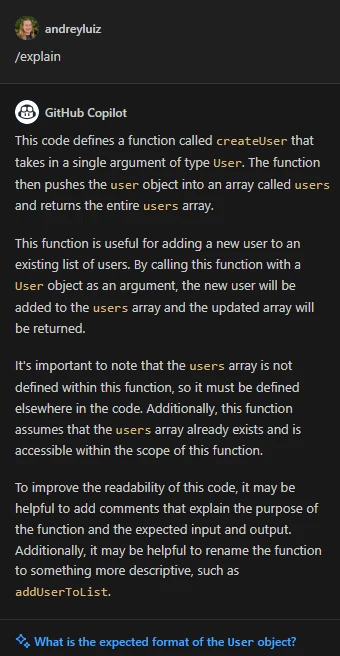 andreyluiz
/explain
GitHub Copilot
This code defines a function called createUser that
takes in a single argument of type User. The function
then pushes the user object into an array called users
and returns the entire users array.
This function is useful for adding a new user to an
existing list of users. By calling this function with a
User object as an argument, the new user will be
added to the users array and the updated array will
be returned.
It's important to note that the users array is not
defined within this function, so it must be defined
elsewhere in the code. Additionally, this function
assumes that the users array already exists and is
accessible within the scope of this function.
To improve the readability of this code, it may be
helpful to add comments that explain the purpose of
the function and the expected input and output.
Additionally, it may be helpful to rename the function
to something more descriptive, such as
addUserToList.
What is the expected format of the User object?